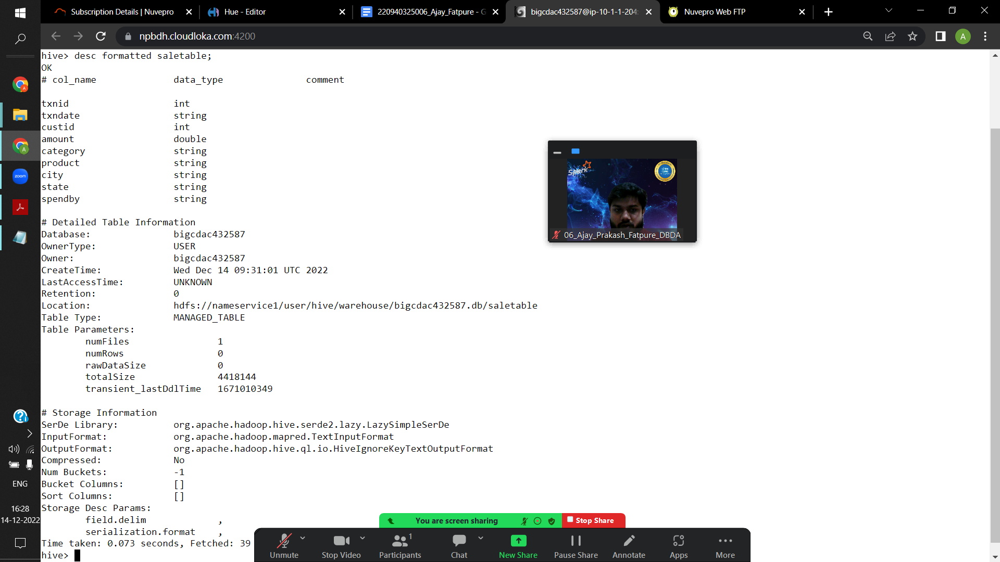 Subscription Details | Nuvepro
Hue - Editor
220940325006_Ajay_Fatpure - G
bigcdac432587@ip-10-1-1-204:
Nuvepro Web FTP
npbdh.cloudloka.com:4200
A
hive> desc formatted saletable;
OK
# col_name data_type comment
txnid int
txndate string
custid int
amount double
category string
product string
city string
state string
spendby string
# Detailed Table Information
Database: bigcdac432587
OwnerType: USER
Owner: bigcdac432587
CreateTime: Wed Dec 14 09:31:01 UTC 2022
LastAccessTime: UNKNOWN
Retention: 0
Location: hdfs://nameservice1/user/hive/warehouse/bigcdac432587.db/saletable
Table Type: MANAGED_TABLE
Table Parameters:
numFiles 1
numRows 0
rawDataSize 0
totalSize 4418144
transient_lastDdlTime 1671010349
# Storage Information
SerDe Library: org.apache.hadoop.hive.serde2.lazy.LazySimpleSerDe
InputFormat: org.apache.hadoop.mapred.TextInputFormat
OutputFormat: org.apache.hadoop.hive.ql.io.HiveIgnoreKeyTextOutputFormat
Compressed: No
Num Buckets: -1
Bucket Columns: []
Sort Columns: []
Storage Desc Params:
field.delim ,
serialization.format ,
Time taken: 0.073 seconds, Fetched: 39
hive>
Spark
06_Ajay_Prakash_Fatpure_DBDA
zoom
ENG
16:28
14-12-2022
You are screen sharing
Stop Share
Unmute
Stop Video
1
Participants
Chat
New Share
Pause Share
Annotate
Apps
More